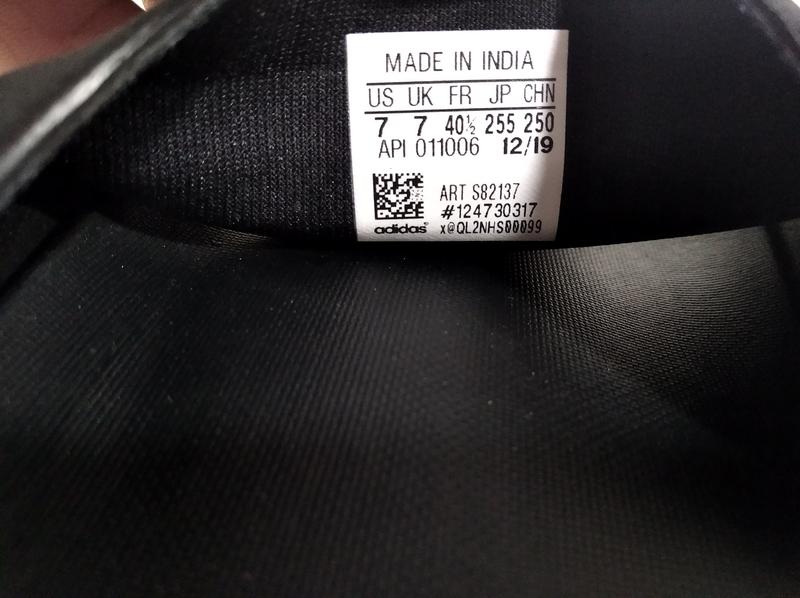 MADE IN INDIA
US UK FR JP CHN
7 7 40½ 255 250
API 011006 12/19
ART S82137
#124730317
adidas® x@QL2NHS00099